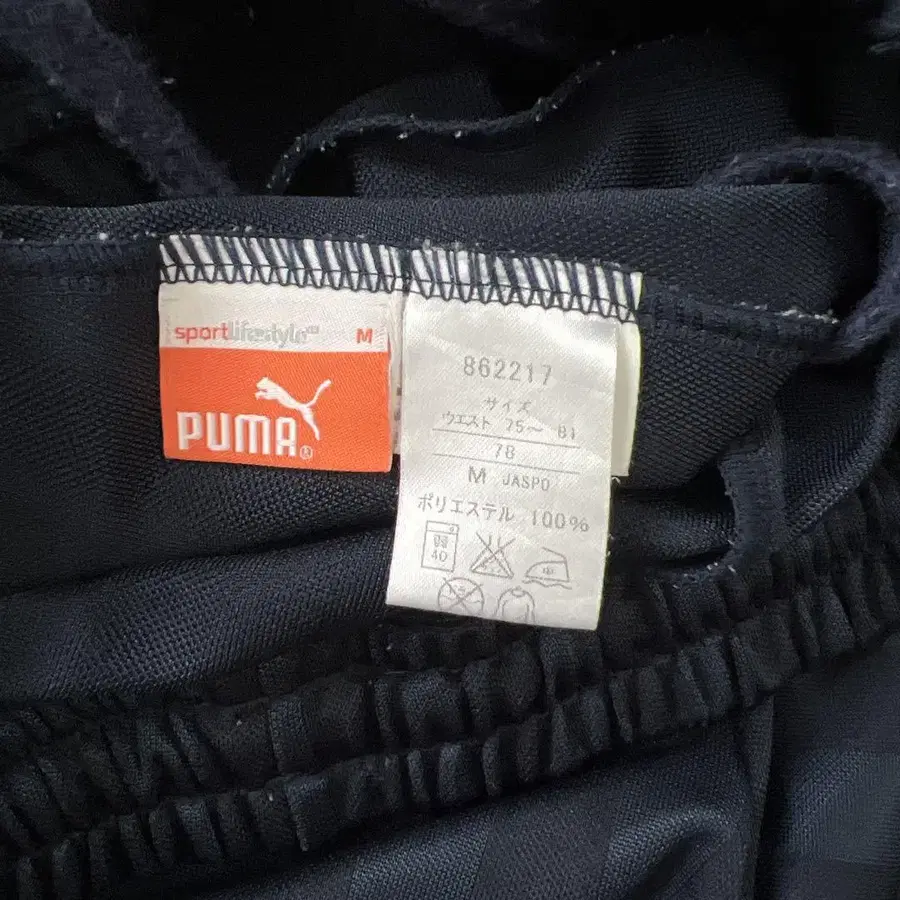 sportlifestyle M
PUMA®
862217
サイズ
ウエスト 75～ 81
78
M JASPO
ポリエステル 100%
40